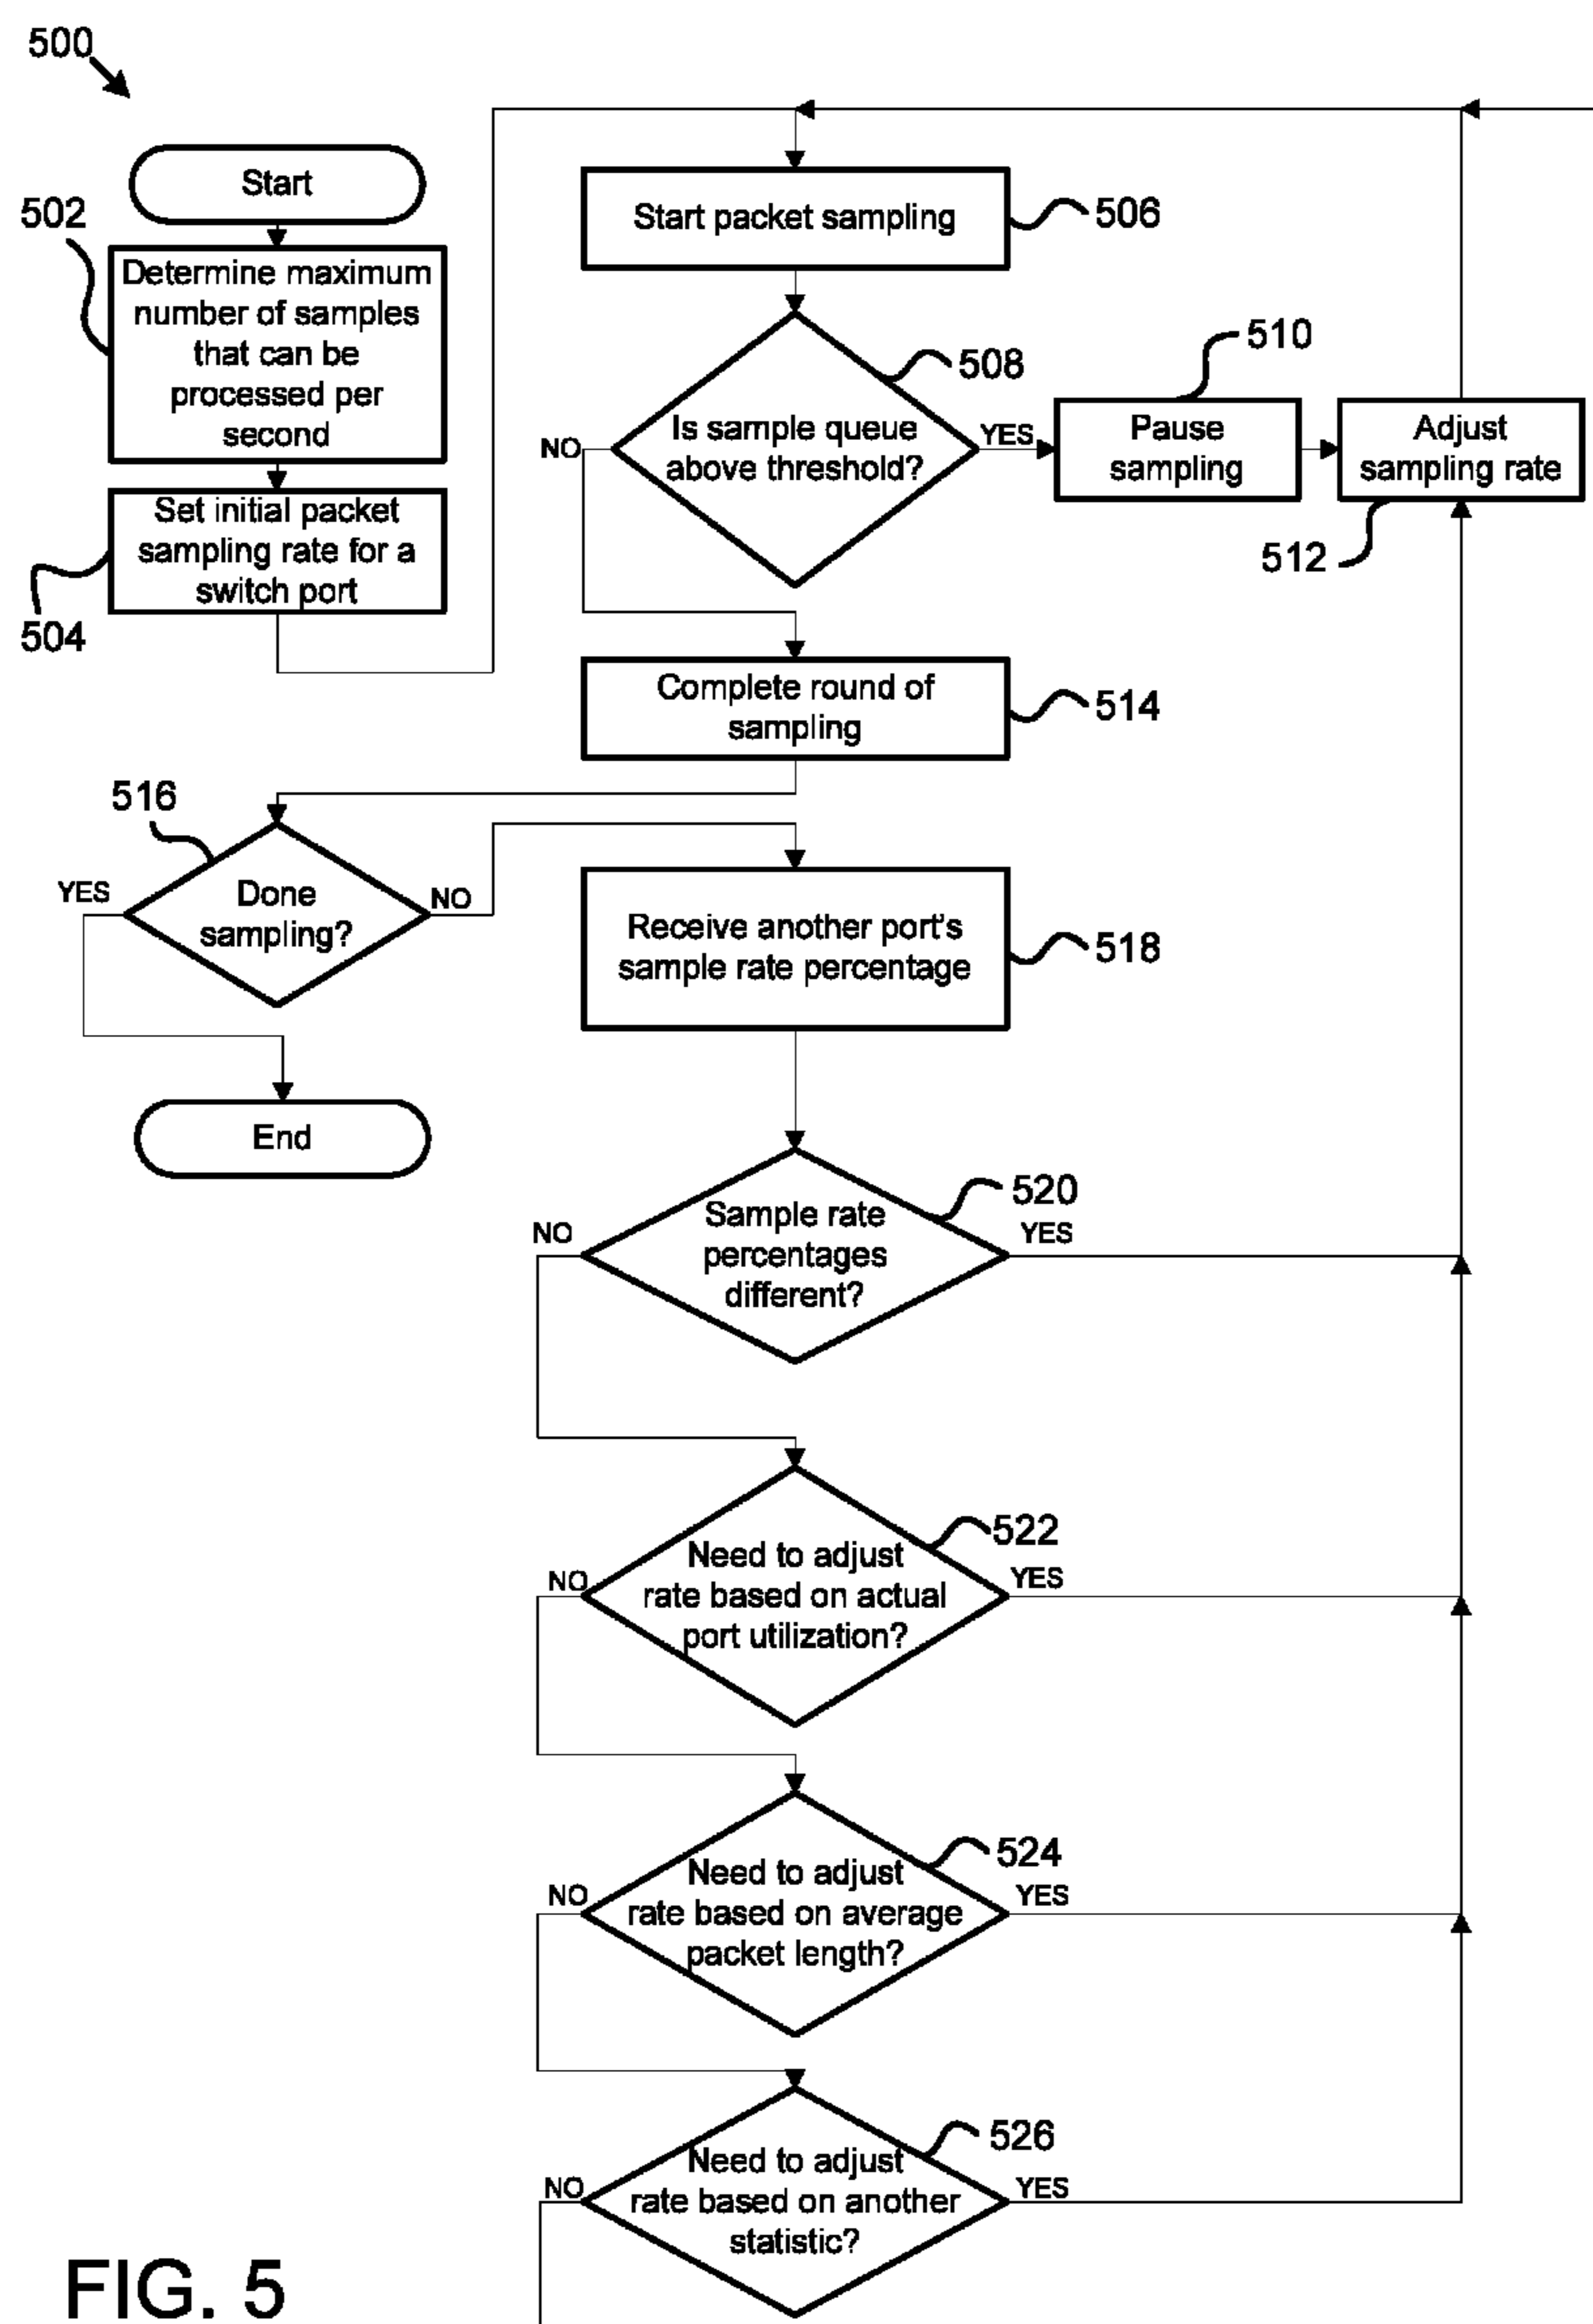 500
Start
502
Determine maximum
number of samples
that can be
processed per
second
Set initial packet
sampling rate for a
switch port
504
Start packet sampling
506
Is sample queue
above threshold?
508
NO
YES
510
Pause
sampling
Adjust
sampling rate
512
Complete round of
sampling
514
516
Done
sampling?
YES
NO
End
Receive another port's
sample rate percentage
518
Sample rate
percentages
different?
520
NO
YES
Need to adjust
rate based on actual
port utilization?
522
NO
YES
Need to adjust
rate based on average
packet length?
524
NO
YES
Need to adjust
rate based on another
statistic?
526
NO
YES
FIG. 5